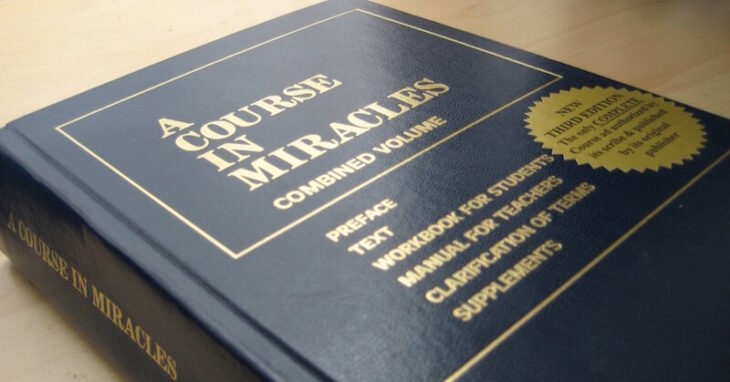 A
COURSE
IN
MIRACLES
COMBINED VOLUME
PREFACE
TEXT
WORKBOOK FOR STUDENTS
MANUAL FOR TEACHERS
CLARIFICATION OF TERMS
SUPPLEMENTS
NEW
THIRD EDITION:
The only COMPLETE
Course ad authorized by
its scribe & published
by its original
publisher
A COURSE IN MIRACLES